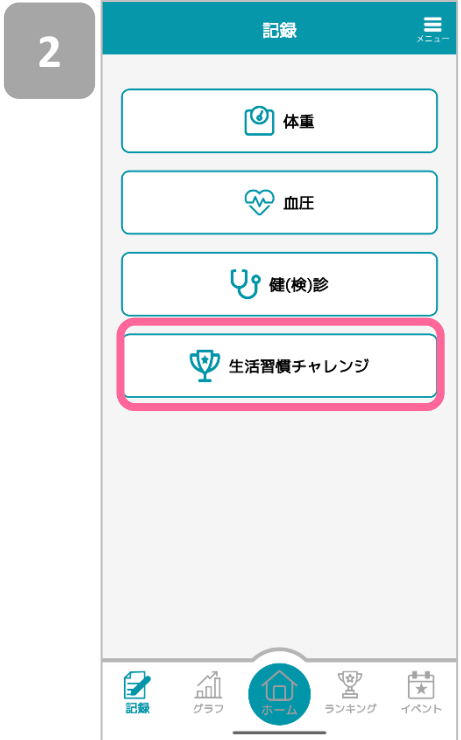 2
記録
メニュー
体重
血圧
健(検)診
生活習慣チャレンジ
記録
グラフ
ホーム
ランキング
イベント